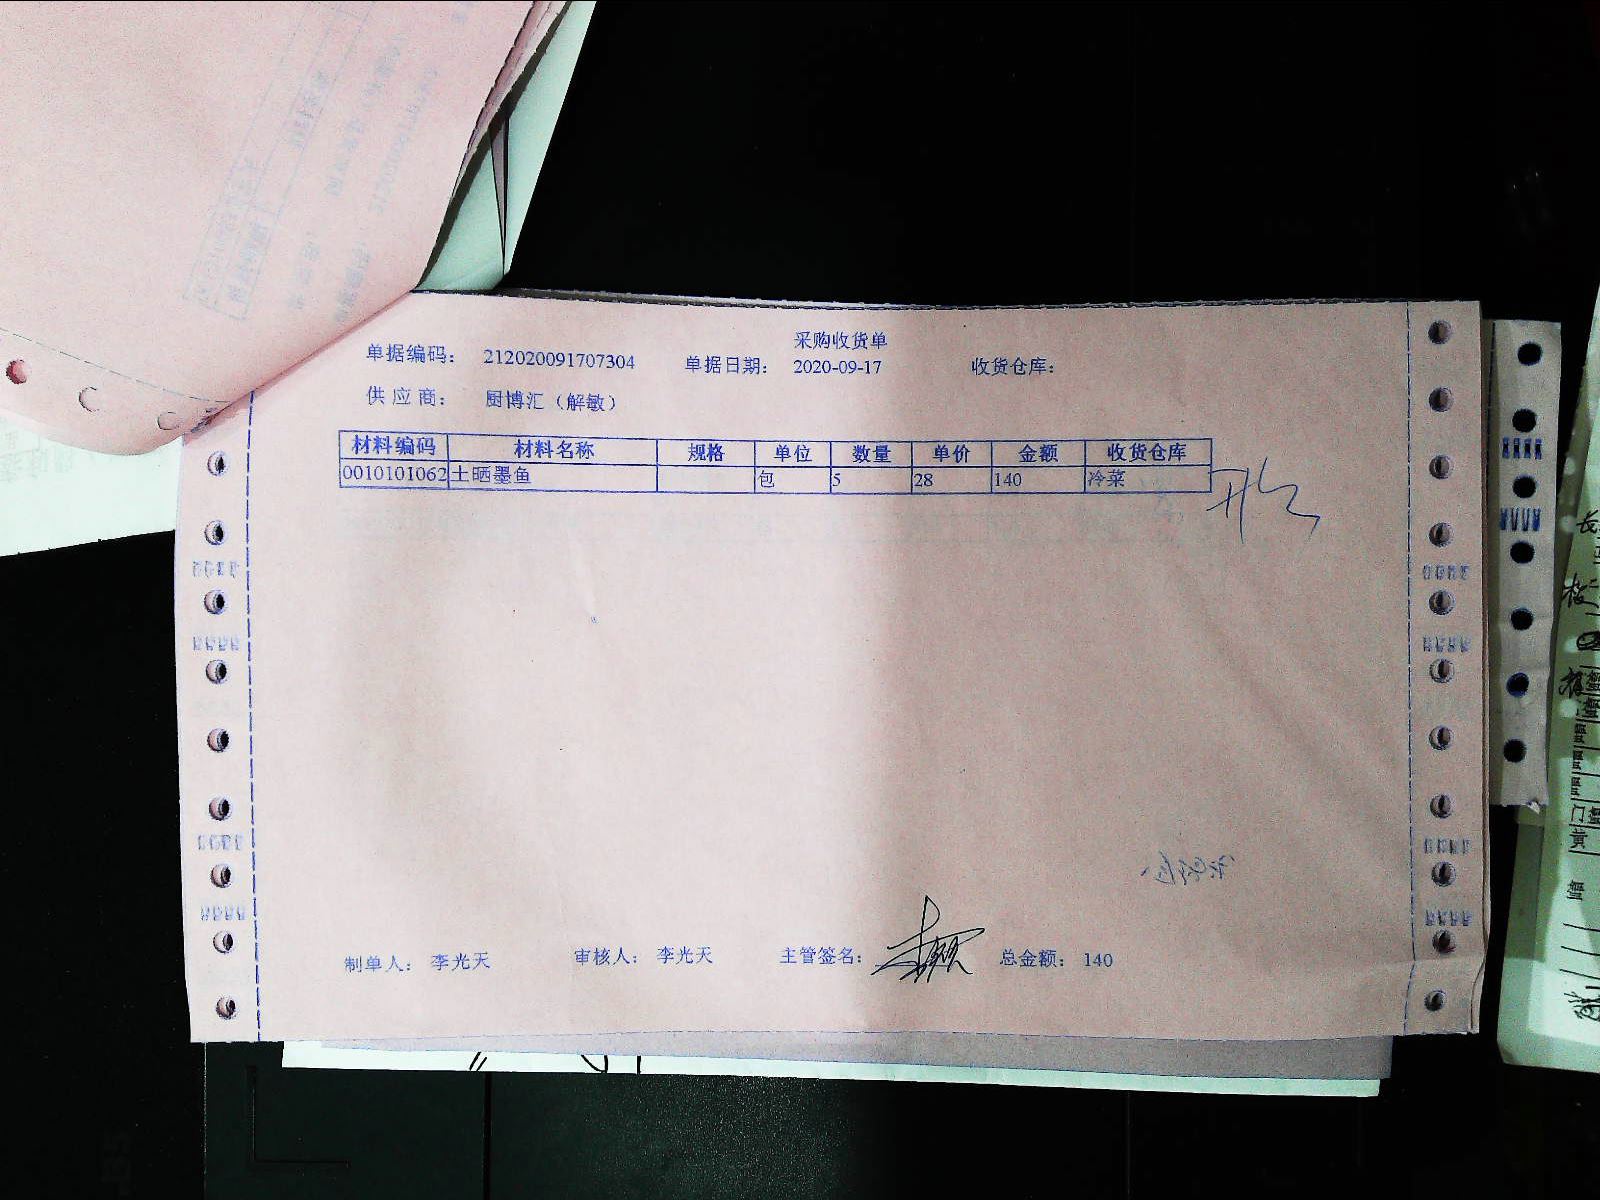 采购收货单
单据编码: 212020091707304 单据日期: 2020-09-17 收货仓库:
供应商: 厨博汇（解敏）
材料编码 材料名称 规格 单位 数量 单价 金额 收货仓库
0010101062 土晒墨鱼 包 5 28 140 冷菜
制单人: 李光天 审核人: 李光天 主管签名: 总金额: 140